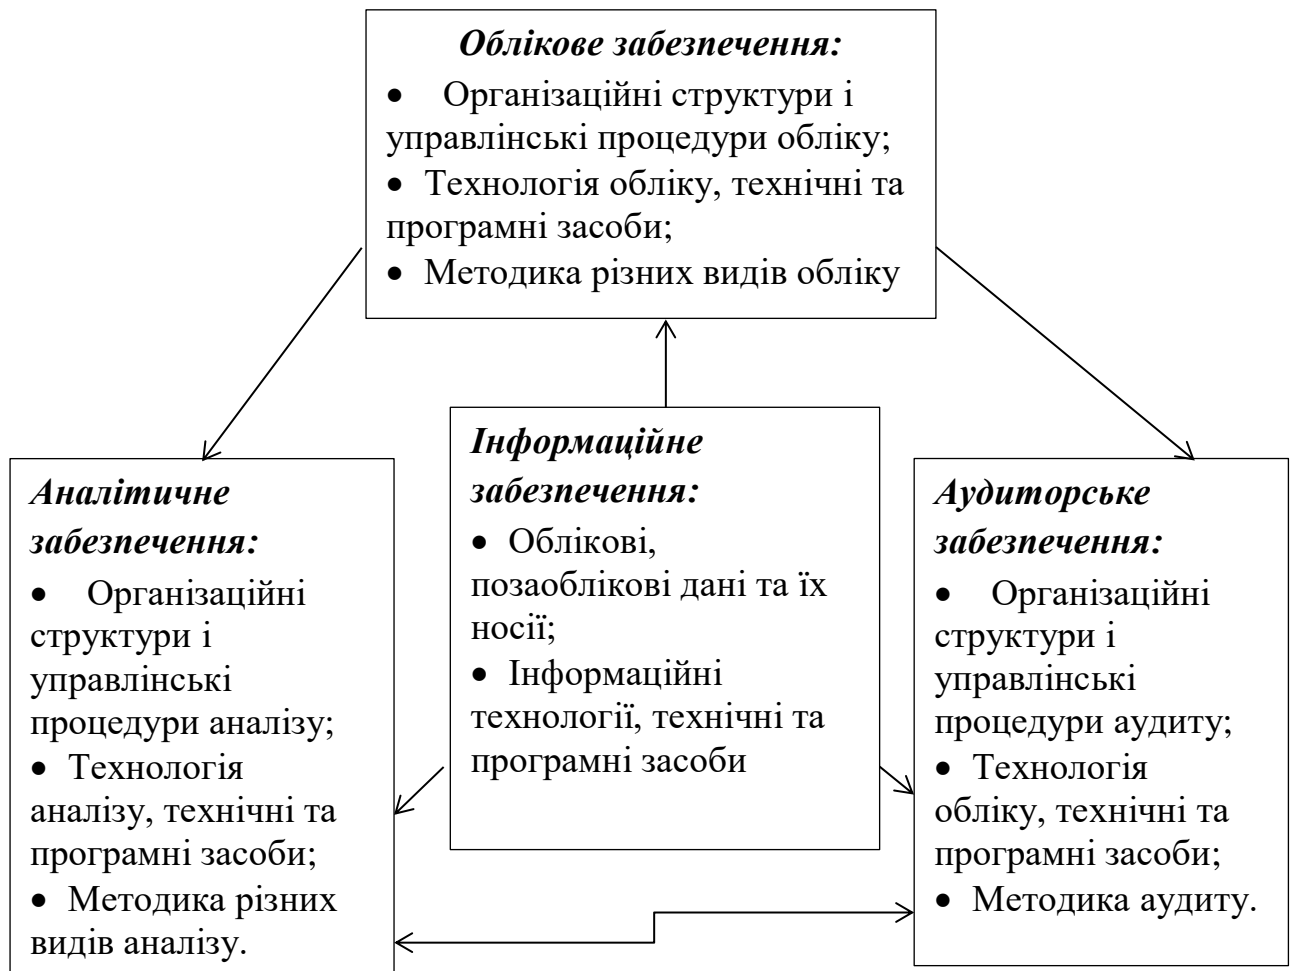 Облікове забезпечення:
• Організаційні структури і
управлінські процедури обліку;
• Технологія обліку, технічні та
програмні засоби;
• Методика різних видів обліку
Аналітичне
забезпечення:
• Організаційні
структури і
управлінські
процедури аналізу;
• Технологія
аналізу, технічні та
програмні засоби;
• Методика різних
видів аналізу.
Інформаційне
забезпечення:
• Облікові,
позаоблікові дані та їх
носії;
• Інформаційні
технології, технічні та
програмні засоби
Аудиторське
забезпечення:
• Організаційні
структури і
управлінські
процедури аудиту;
• Технологія
обліку, технічні та
програмні засоби;
• Методика аудиту.